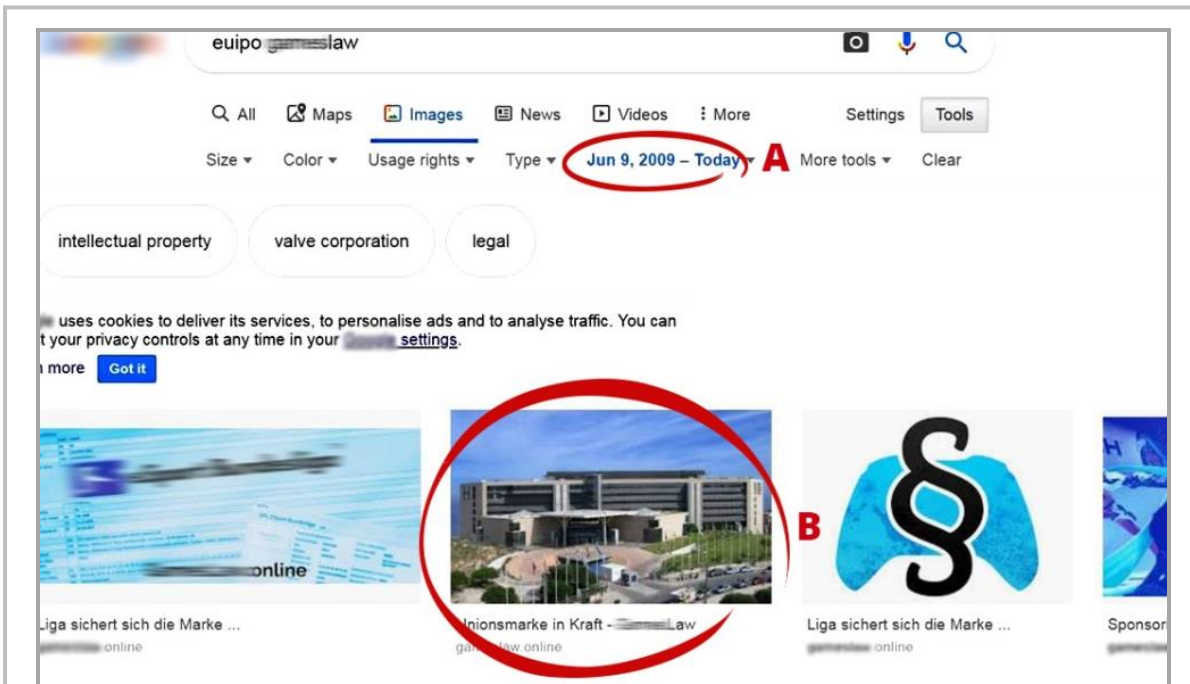 euipo gameslaw
All Maps Images News Videos More Settings Tools
Size Color Usage rights Type Jun 9, 2009 – Today A More tools Clear
intellectual property valve corporation legal
uses cookies to deliver its services, to personalise ads and to analyse traffic. You can
t your privacy controls at any time in your settings.
more Got it
online
B
Liga sichert sich die Marke ... Unionsmarke in Kraft - Law Liga sichert sich die Marke ... Sponsor
online gameslaw.online online